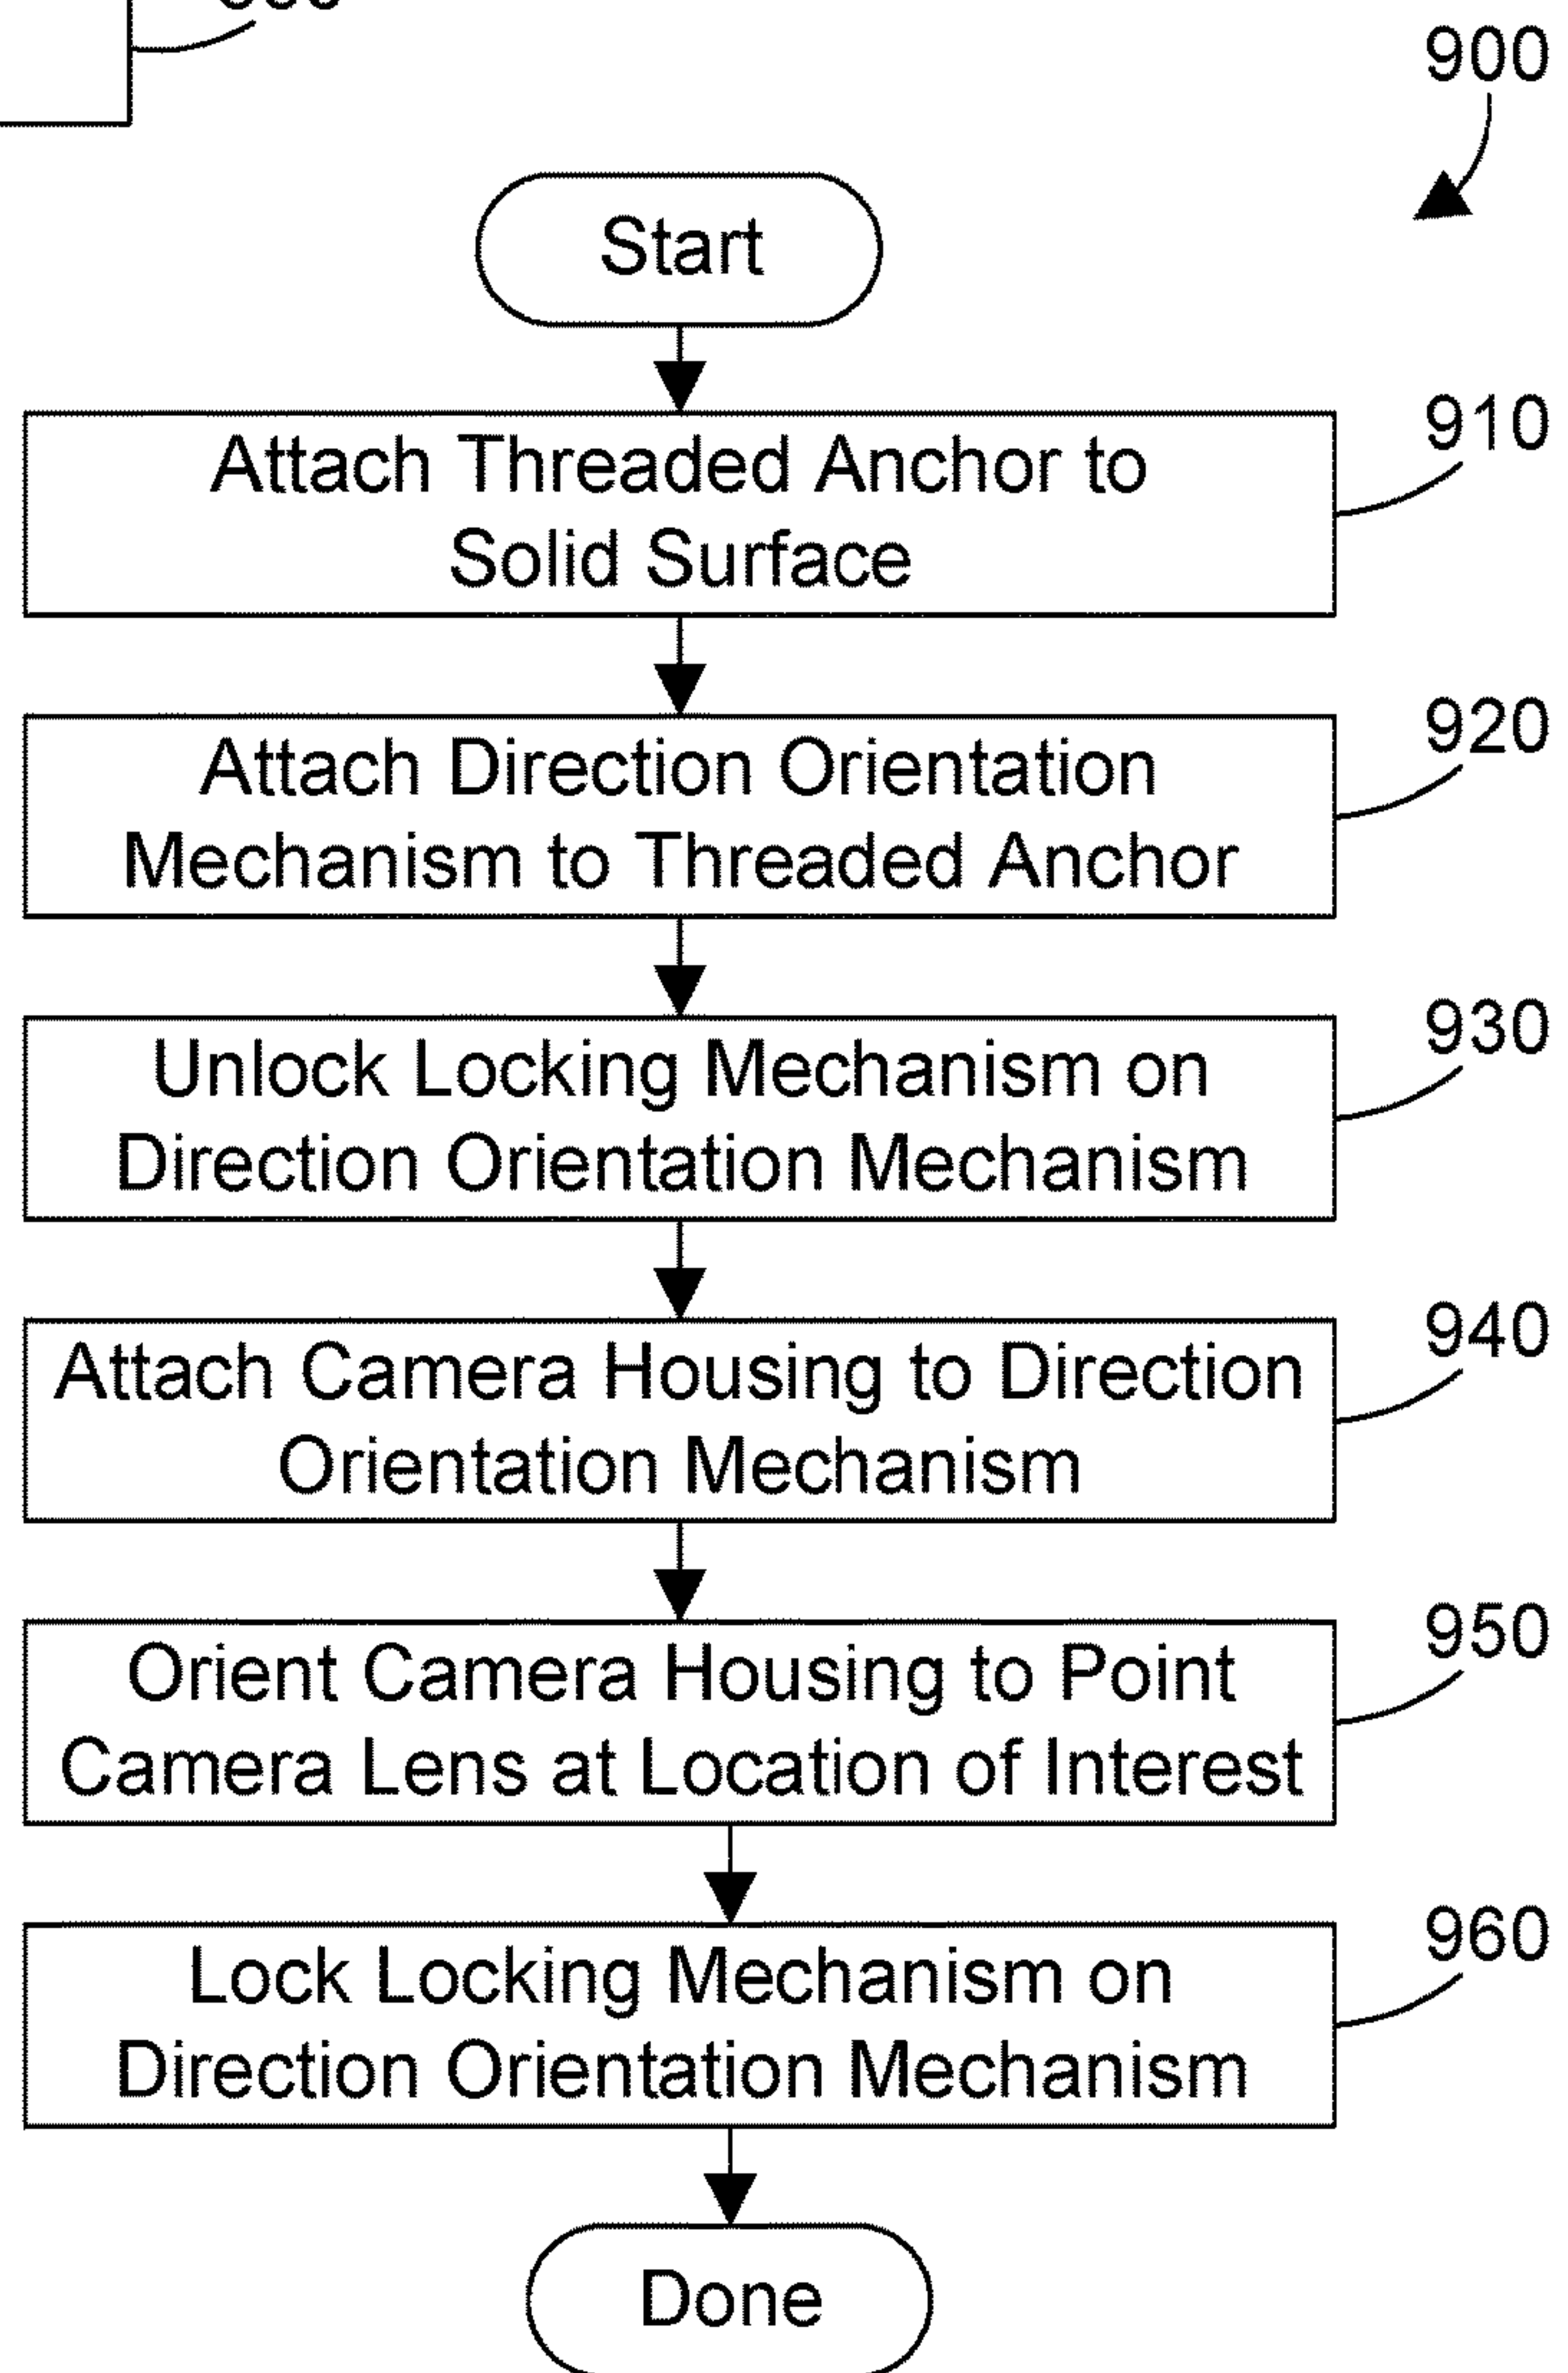 900
Start
Attach Threaded Anchor to
Solid Surface
910
Attach Direction Orientation
Mechanism to Threaded Anchor
920
Unlock Locking Mechanism on
Direction Orientation Mechanism
930
Attach Camera Housing to Direction
Orientation Mechanism
940
Orient Camera Housing to Point
Camera Lens at Location of Interest
950
Lock Locking Mechanism on
Direction Orientation Mechanism
960
Done